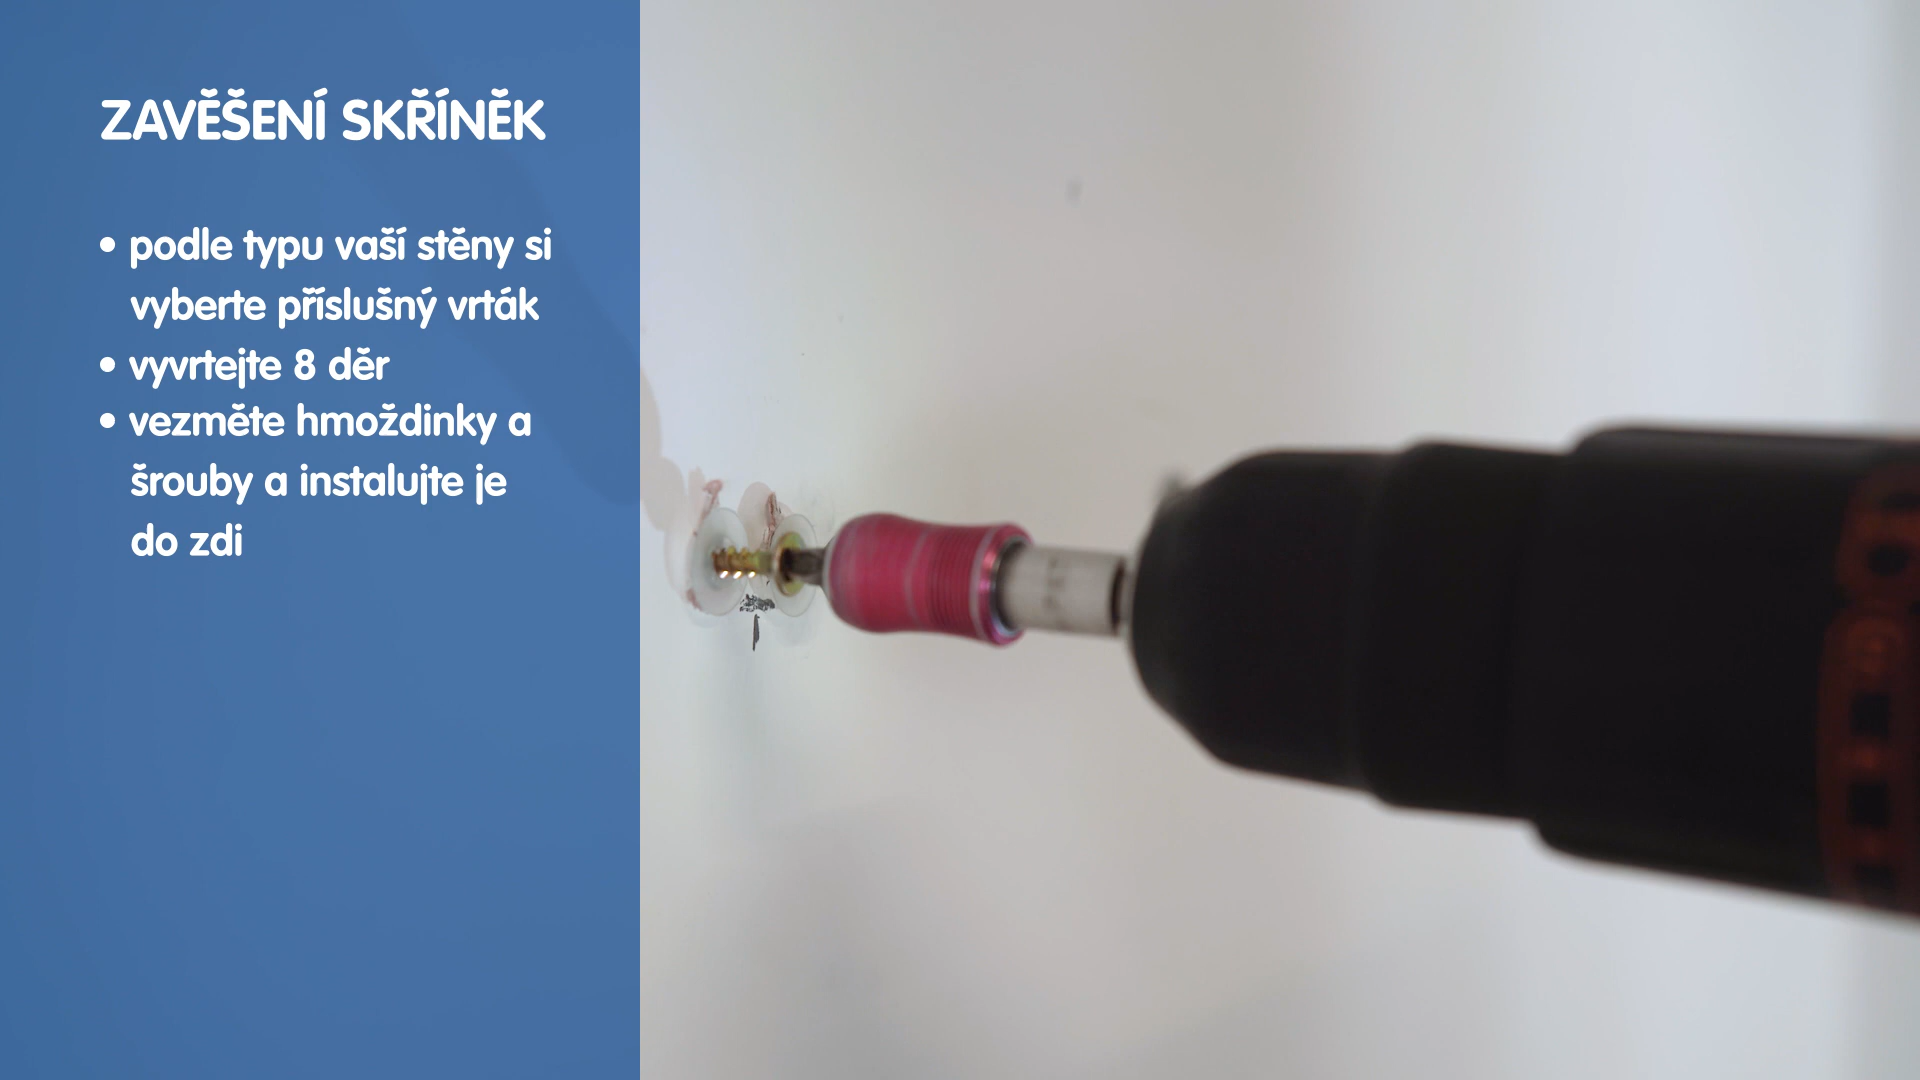 ZAVĚŠENÍ SKŘÍNĚK
• podle typu vaší stěny si
vyberte příslušný vrták
• vyvrtejte 8 děr
• vezměte hmoždinky a
šrouby a instalujte je
do zdi